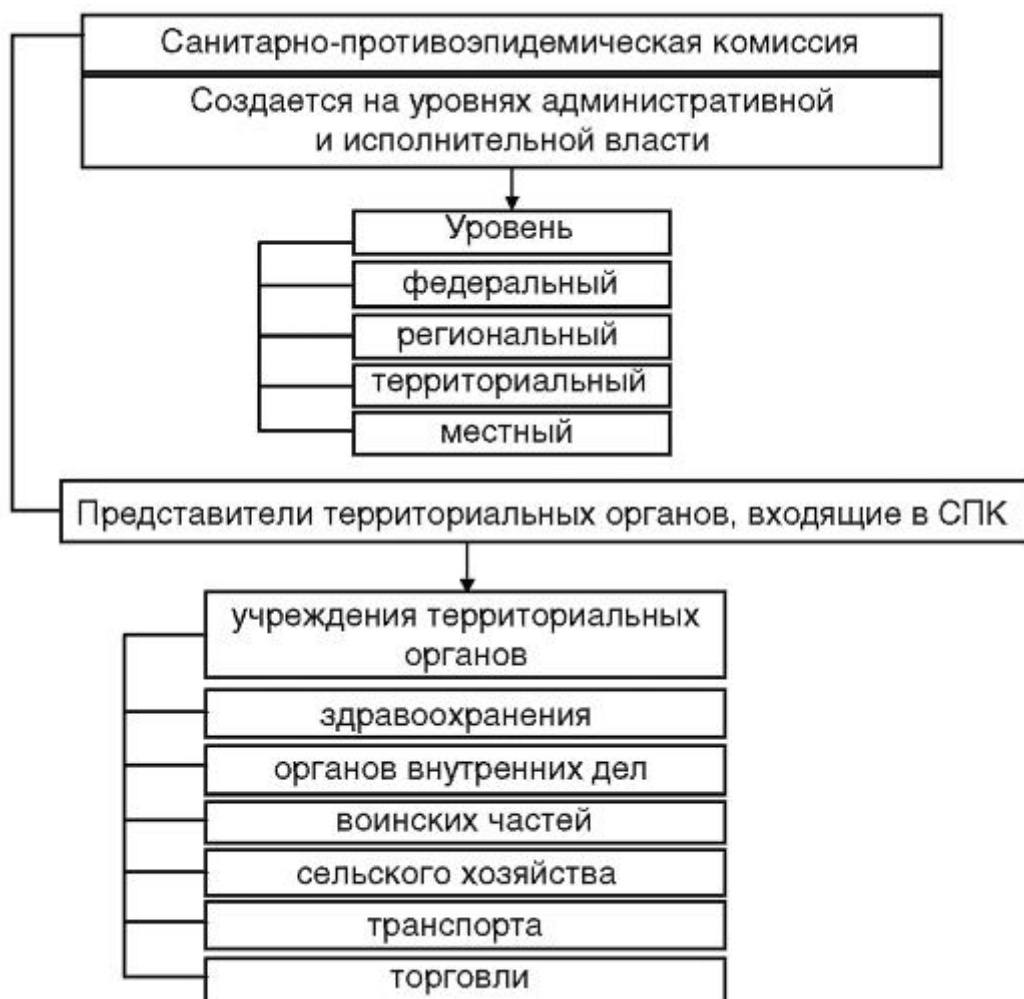 Санитарно-противоэпидемическая комиссия
Создается на уровнях административной
и исполнительной власти
Уровень
федеральный
региональный
территориальный
местный
Представители территориальных органов, входящие в СПК
учреждения территориальных
органов
здравоохранения
органов внутренних дел
воинских частей
сельского хозяйства
транспорта
торговли